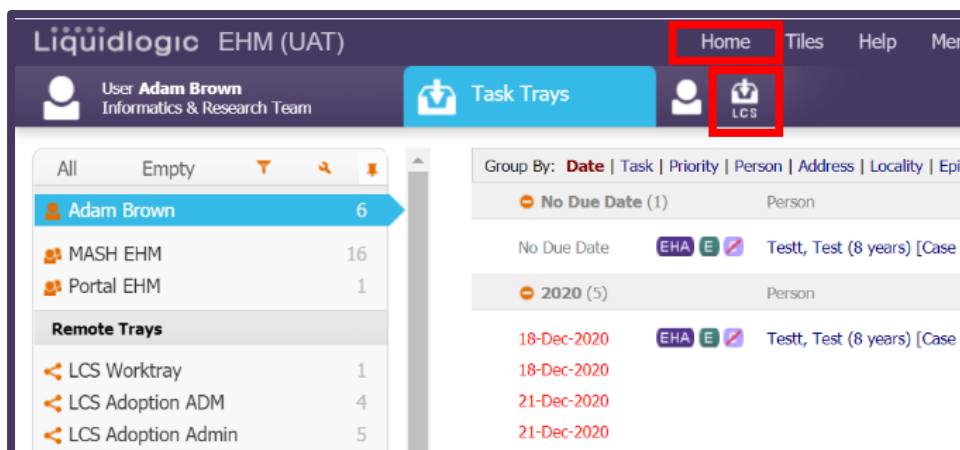 Liquidlogic EHM (UAT) Home Tiles Help
User Adam Brown
Informatics & Research Team
Task Trays
LCS
All Empty
Group By: Date | Task | Priority | Person | Address | Locality | Epi
Adam Brown 6
No Due Date (1) Person
MASH EHM 16
No Due Date EHA E Testt, Test (8 years) [Case
Portal EHM 1
2020 (5) Person
Remote Trays
18-Dec-2020 EHA E Testt, Test (8 years) [Case
LCS Worktray 1
18-Dec-2020
LCS Adoption ADM 4
21-Dec-2020
LCS Adoption Admin 5
21-Dec-2020